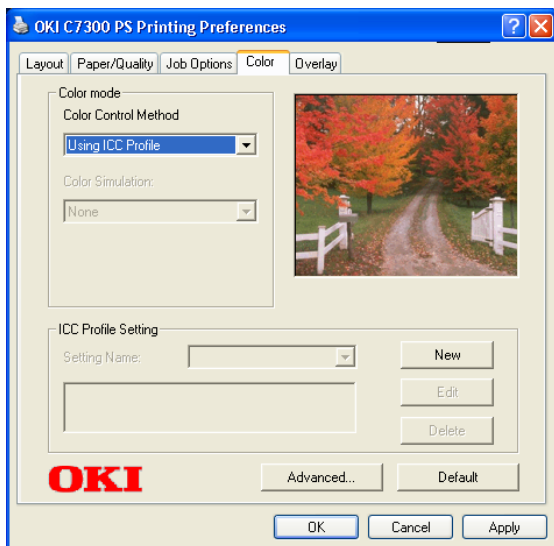 OKI C7300 PS Printing Preferences
Layout
Paper/Quality
Job Options
Color
Overlay
Color mode
Color Control Method
Using ICC Profile
Color Simulation:
None
ICC Profile Setting
Setting Name:
New
Edit
Delete
OKI
Advanced...
Default
OK
Cancel
Apply